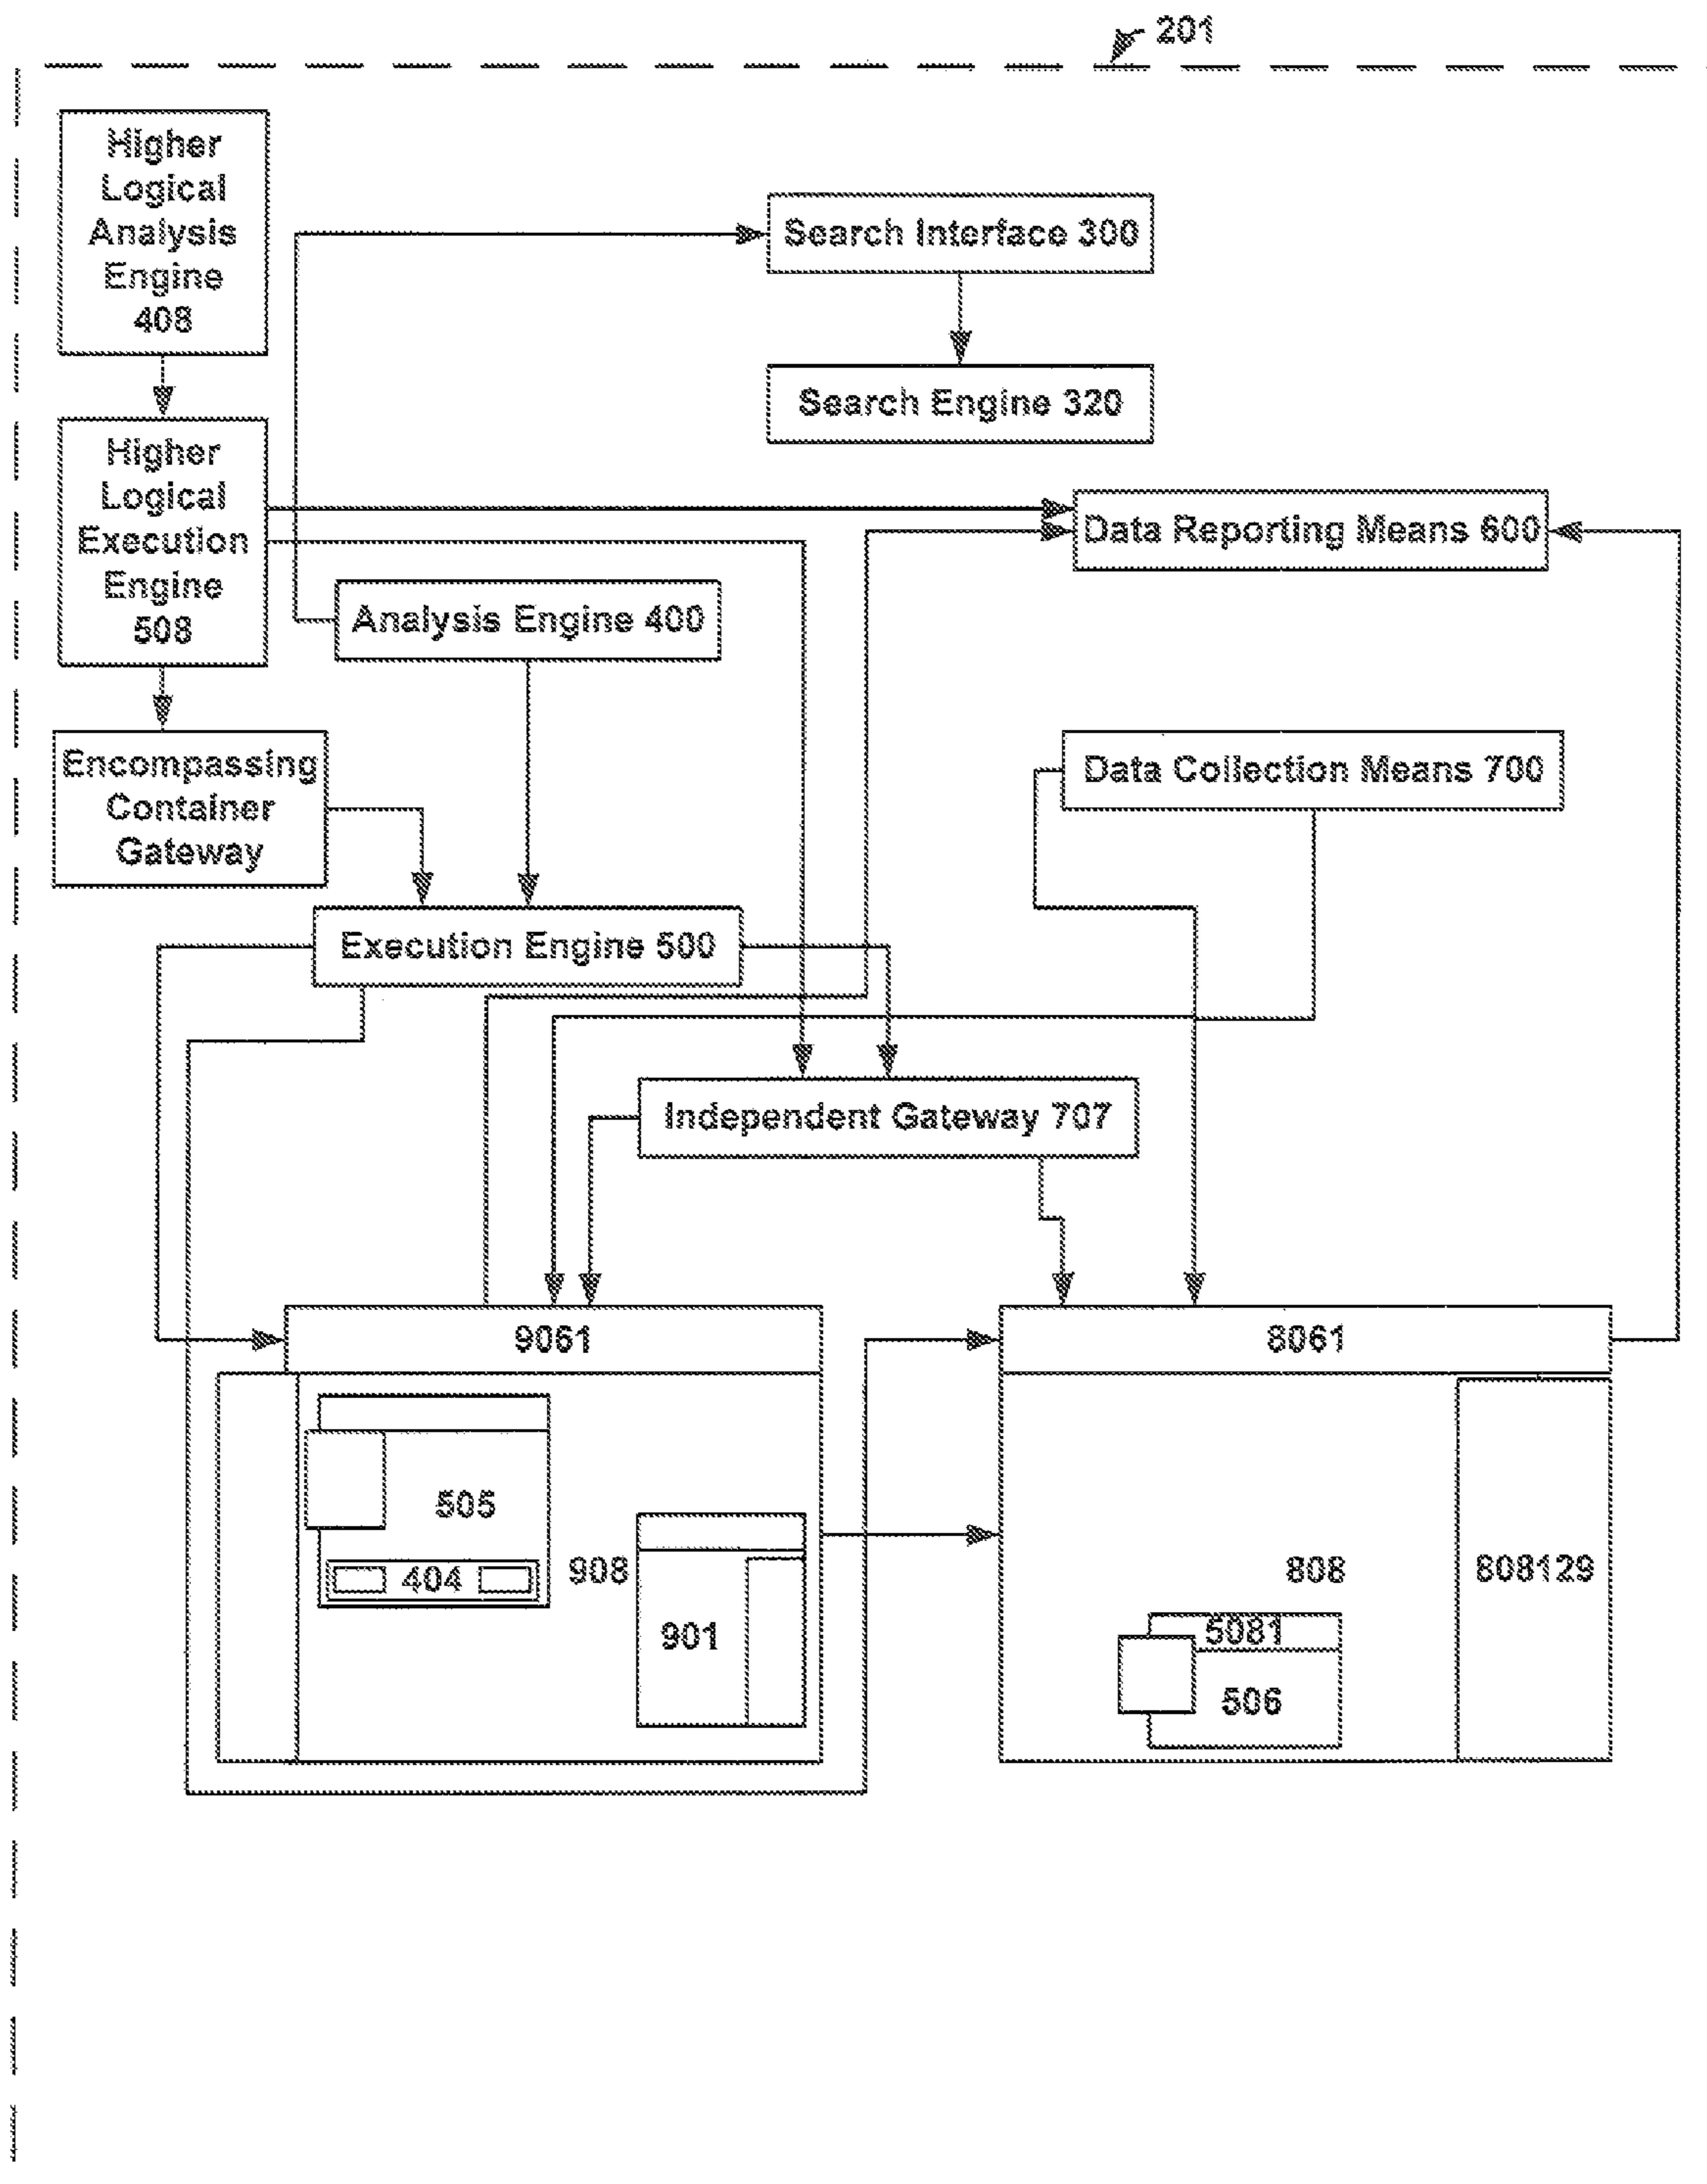 201
Higher
Logical
Analysis
Engine
408
Search Interface 300
Search Engine 320
Higher
Logical
Execution
Engine
508
Data Reporting Means 600
Analysis Engine 400
Encompassing
Container
Gateway
Data Collection Means 700
Execution Engine 500
Independent Gateway 707
9061
8061
505
404
908
901
808
808129
5081
506